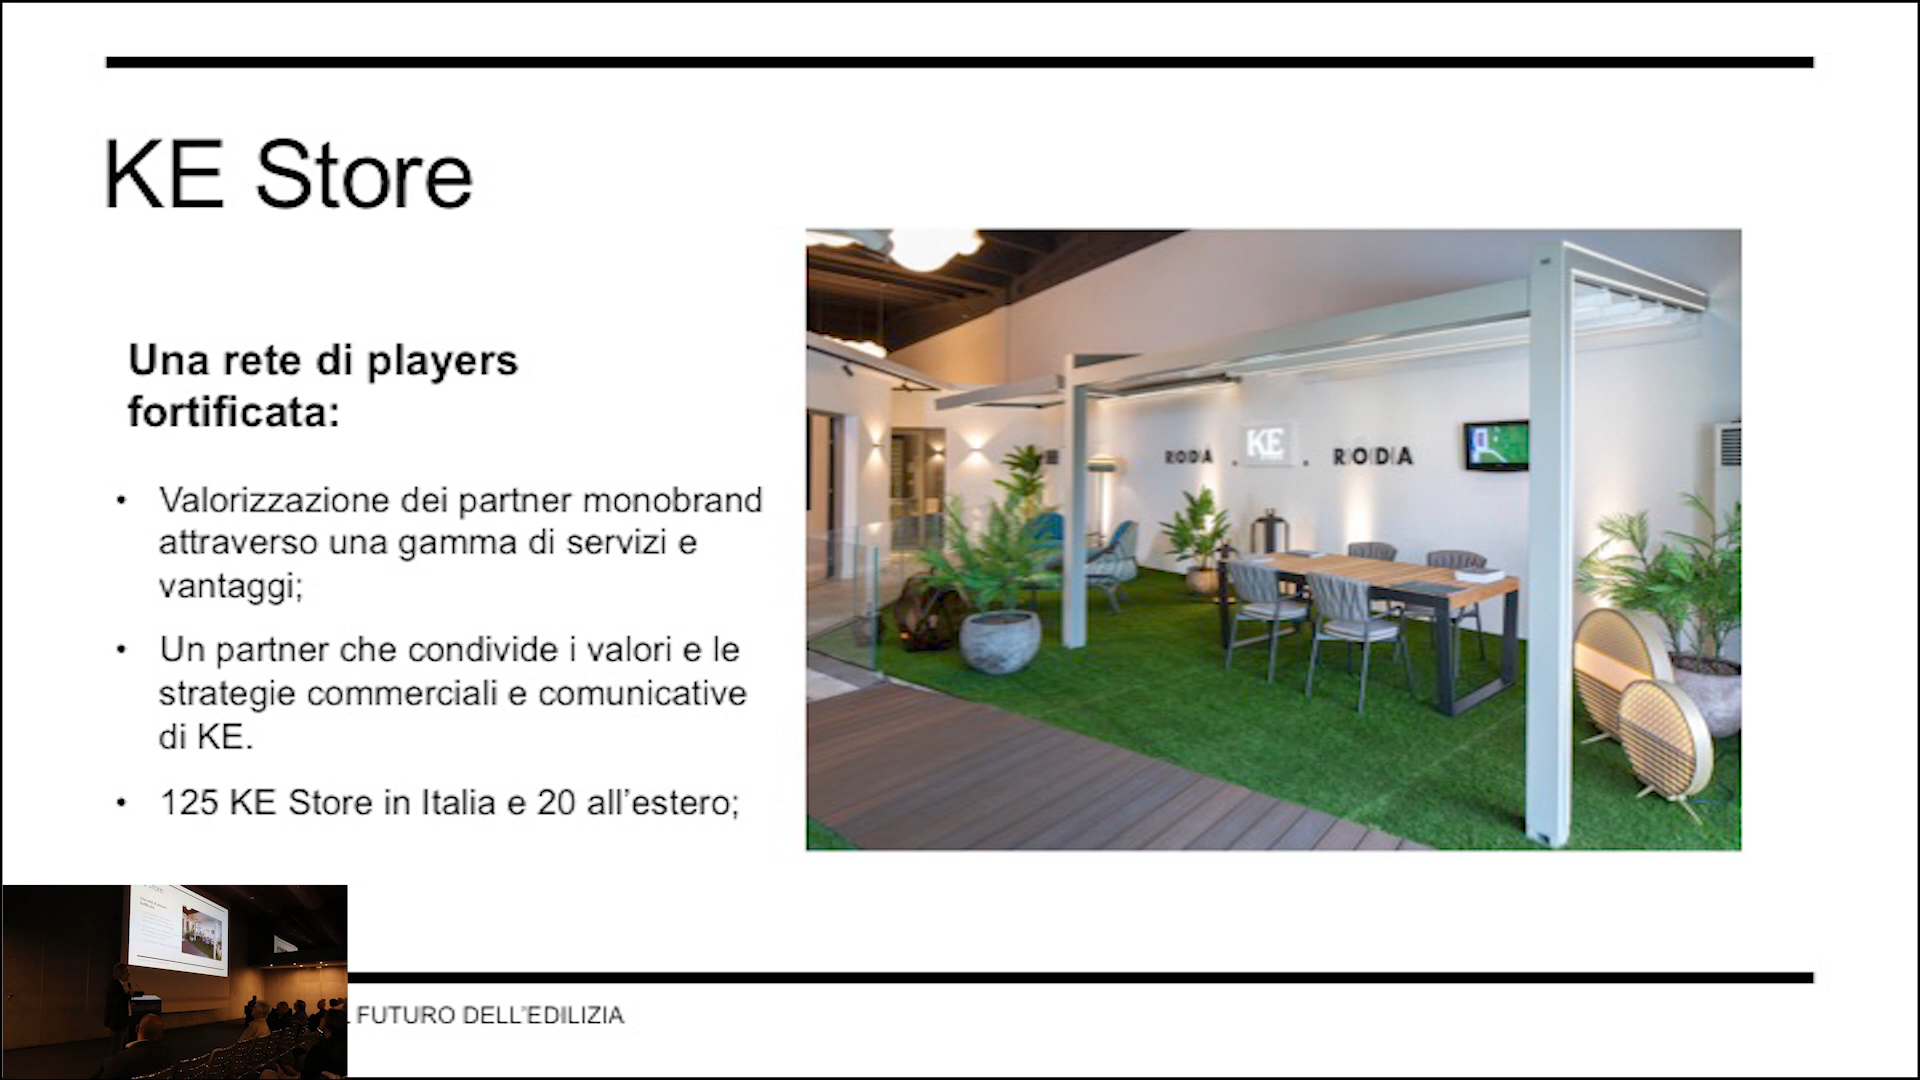 KE Store
Una rete di players
fortificata:
• Valorizzazione dei partner monobrand
attraverso una gamma di servizi e
vantaggi;
• Un partner che condivide i valori e le
strategie commerciali e comunicative
di KE.
• 125 KE Store in Italia e 20 all’estero;
RODA . KE . RODA
FUTURO DELL’EDILIZIA